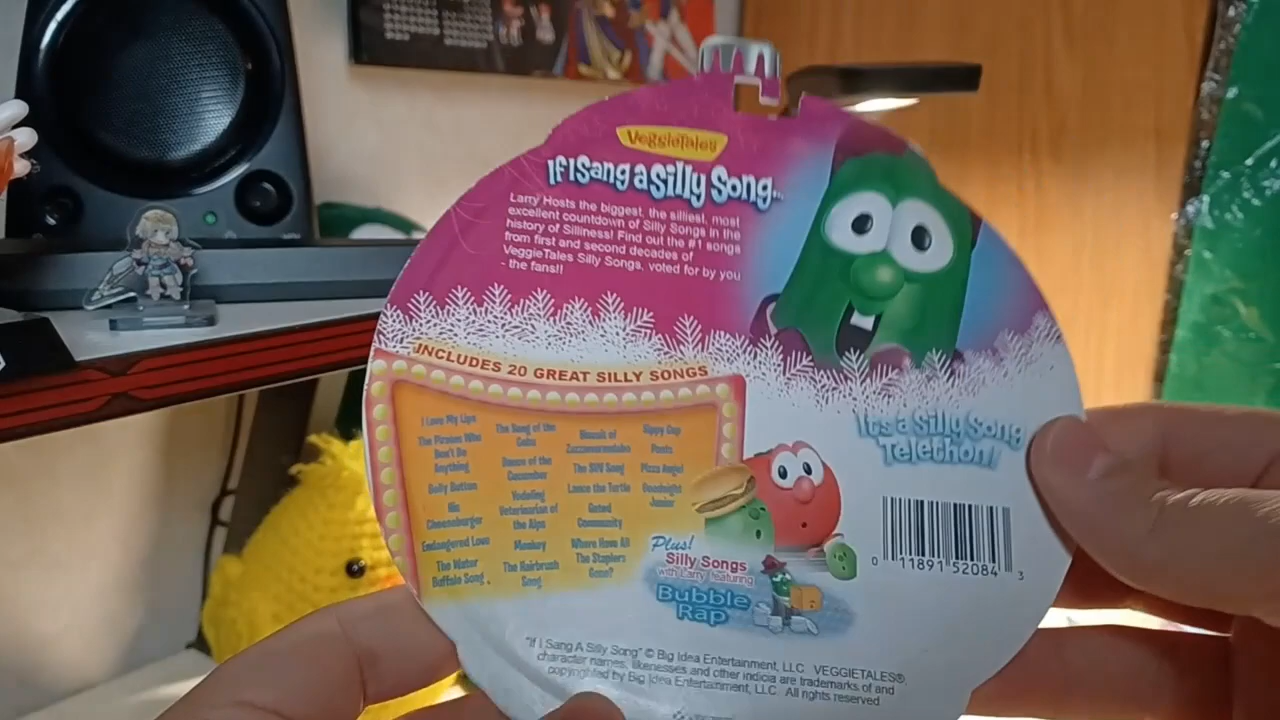 VeggieTales
If I Sang a Silly Song...
Larry Hosts the biggest, the silliest, most
excellent countdown of Silly Songs in the
history of Silliness! Find out the #1 songs
from first and second decades of
VeggieTales Silly Songs, voted for by you
- the fans!!
INCLUDES 20 GREAT SILLY SONGS
I Love My Lips
The Pirates Who
Don't Do
Anything
Belly Button
His
Cheeseburger
Endangered Love
The Water
Buffalo Song
The Song of the
Cebu
Dance of the
Cucumber
Yodeling
Veterinarian of
the Alps
Monkey
The Hairbrush
Song
The SUV Song
Lance the Turtle
Gated
Community
Where Have All
The Staplers
Gone?
Sippy Cup
Pants
Pizza Angel
Goodnight
Junior
It's a Silly Song
Telethon!
Plus!
Silly Songs
with Larry featuring
Bubble
Rap
0 11891 52084 3
"If I Sang A Silly Song" © Big Idea Entertainment, LLC. VEGGIETALES®,
character names, likenesses and other indicia are trademarks of and
copyrighted by Big Idea Entertainment, LLC. All rights reserved.